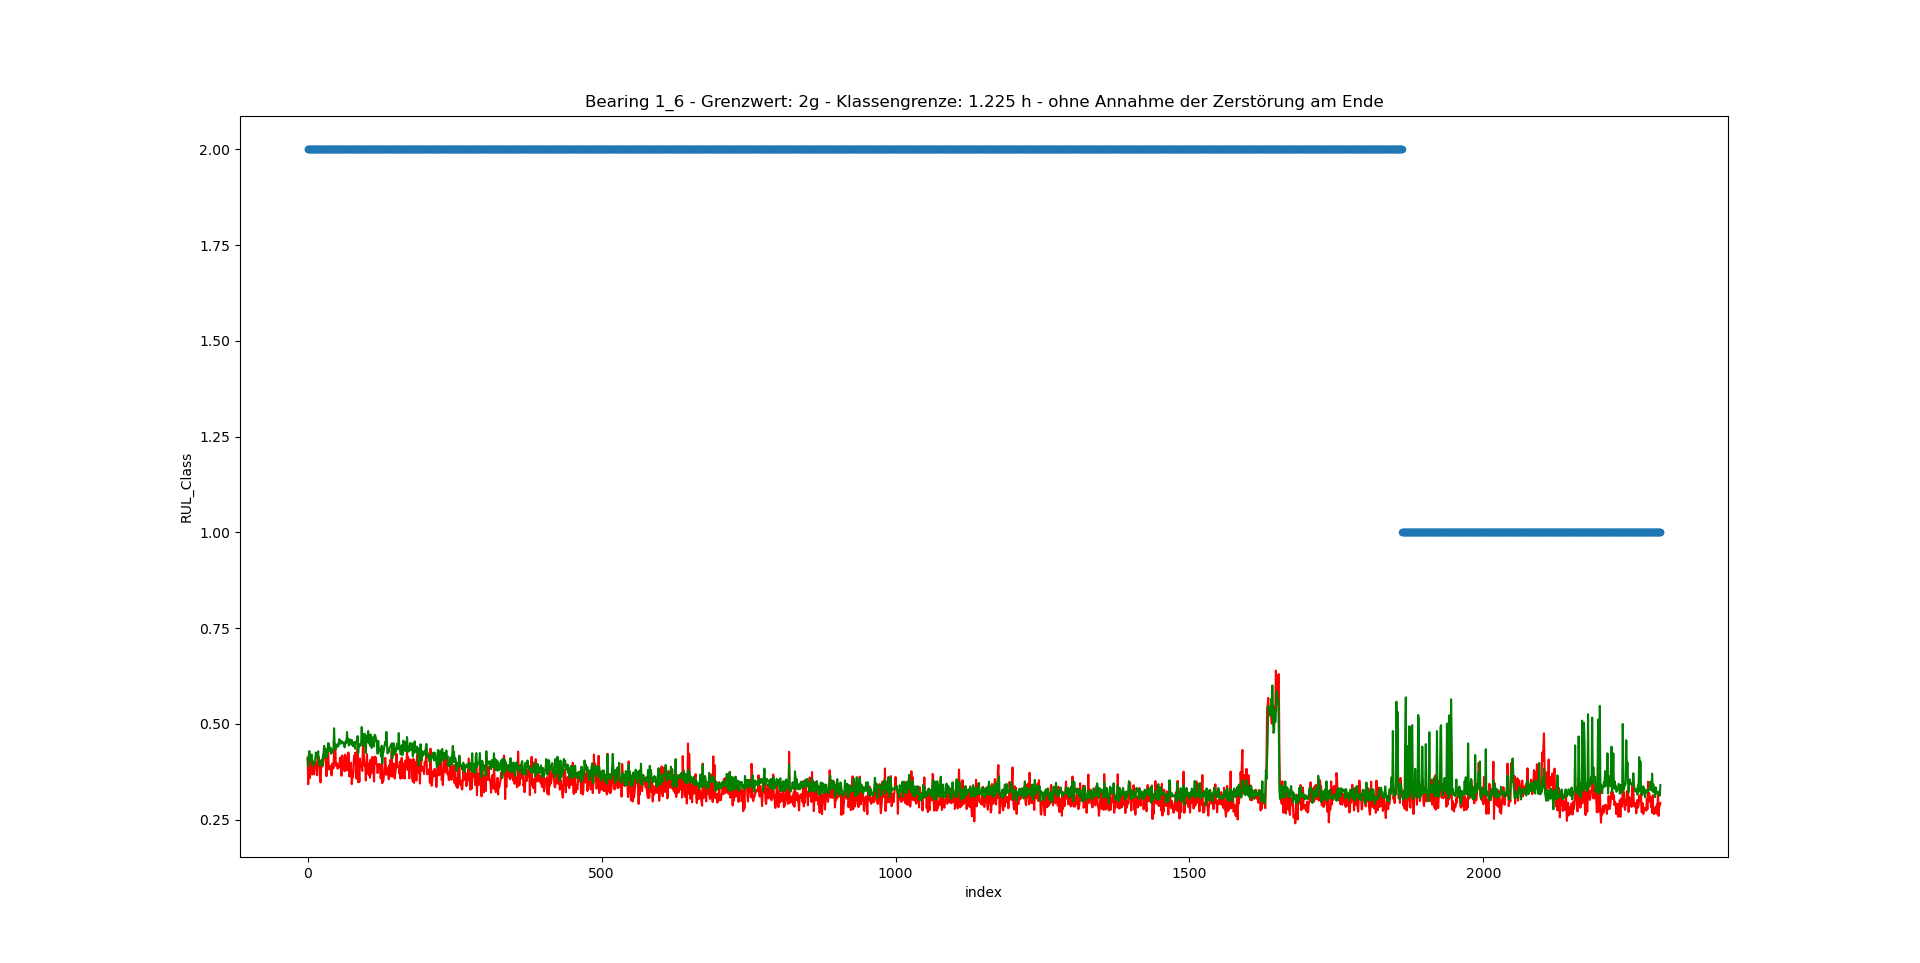 Bearing 1_6 - Grenzwert: 2g - Klassengrenze: 1.225 h - ohne Annahme der Zerstörung am Ende
2.00
1.75
1.50
1.25
1.00
0.75
0.50
0.25
RUL_Class
0 500 1000 1500 2000
index